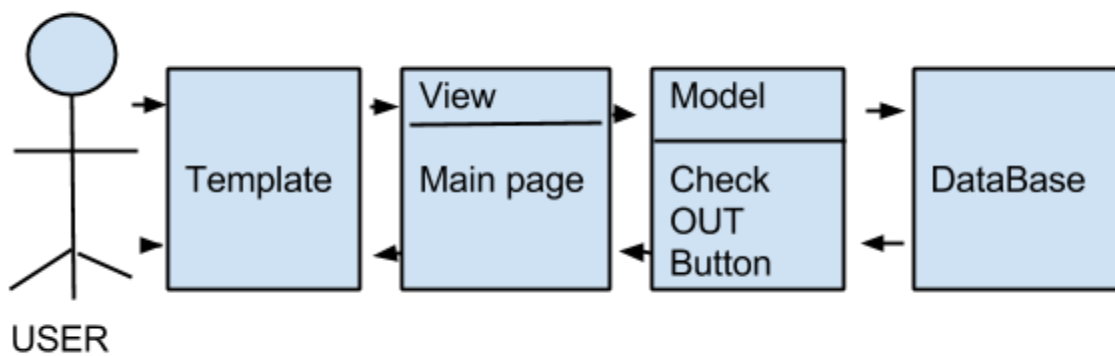 View
Model
Template
Main page
Check
OUT
Button
DataBase
USER